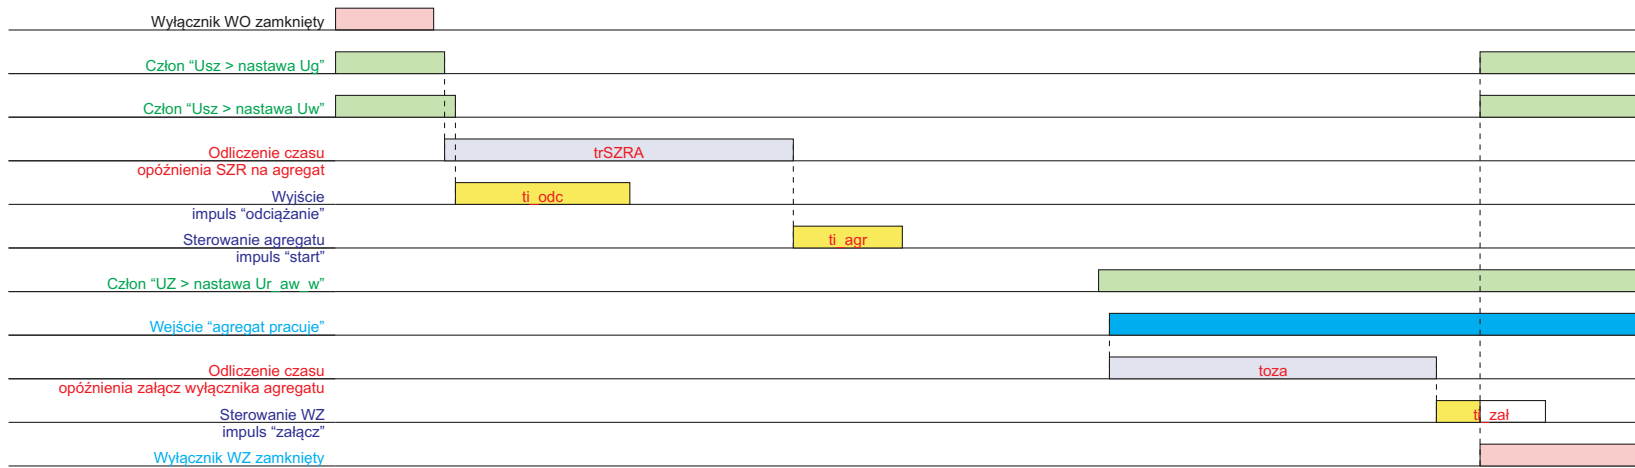 Wyłącznik WO zamknięty
Człon “Usz > nastawa Ug”
Człon “Usz > nastawa Uw”
Odliczenie czasu
opóźnienia SZR na agregat
trSZRA
Wyjście
impuls “odciążanie”
ti_odc
Sterowanie agregatu
impuls “start”
ti_agr
Człon “UZ > nastawa Ur_aw_w”
Wejście “agregat pracuje”
Odliczenie czasu
opóźnienia załącz wyłącznika agregatu
toza
Sterowanie WZ
impuls “załącz”
ti_zał
Wyłącznik WZ zamknięty